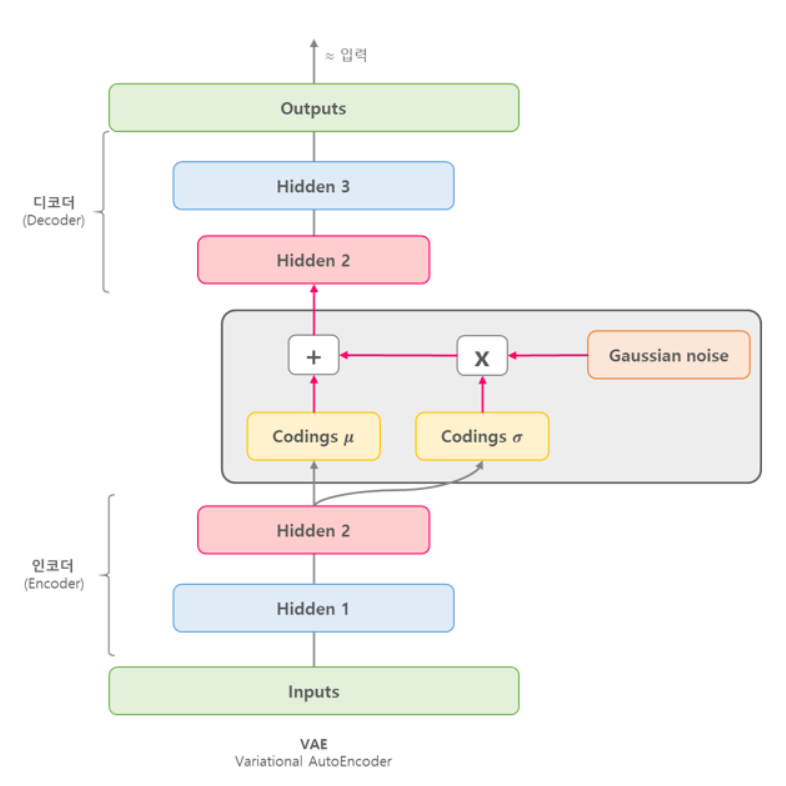 ≈ 입력
Outputs
Hidden 3
디코더
(Decoder)
Hidden 2
+
X
Gaussian noise
Codings μ
Codings σ
Hidden 2
인코더
(Encoder)
Hidden 1
Inputs
VAE
Variational AutoEncoder